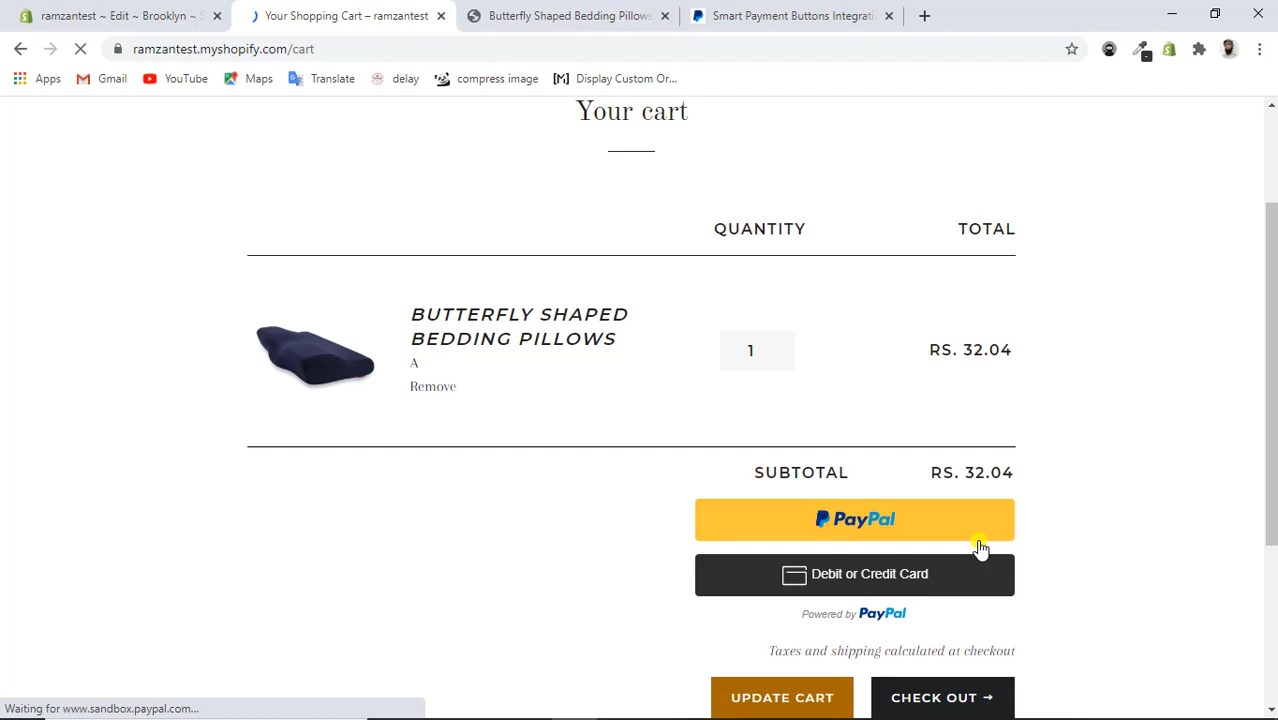 ramzantest ~ Edit ~ Brooklyn ~ S
Your Shopping Cart – ramzantest
Butterfly Shaped Bedding Pillows
Smart Payment Buttons Integrati
ramzantest.myshopify.com/cart
Apps
Gmail
YouTube
Maps
Translate
delay
compress image
[M] Display Custom Or...
Your cart
QUANTITY TOTAL
BUTTERFLY SHAPED
BEDDING PILLOWS
A
Remove
1
RS. 32.04
SUBTOTAL RS. 32.04
PayPal
Debit or Credit Card
Powered by PayPal
Taxes and shipping calculated at checkout
UPDATE CART
CHECK OUT →
Waiting for www.sandbox.paypal.com...